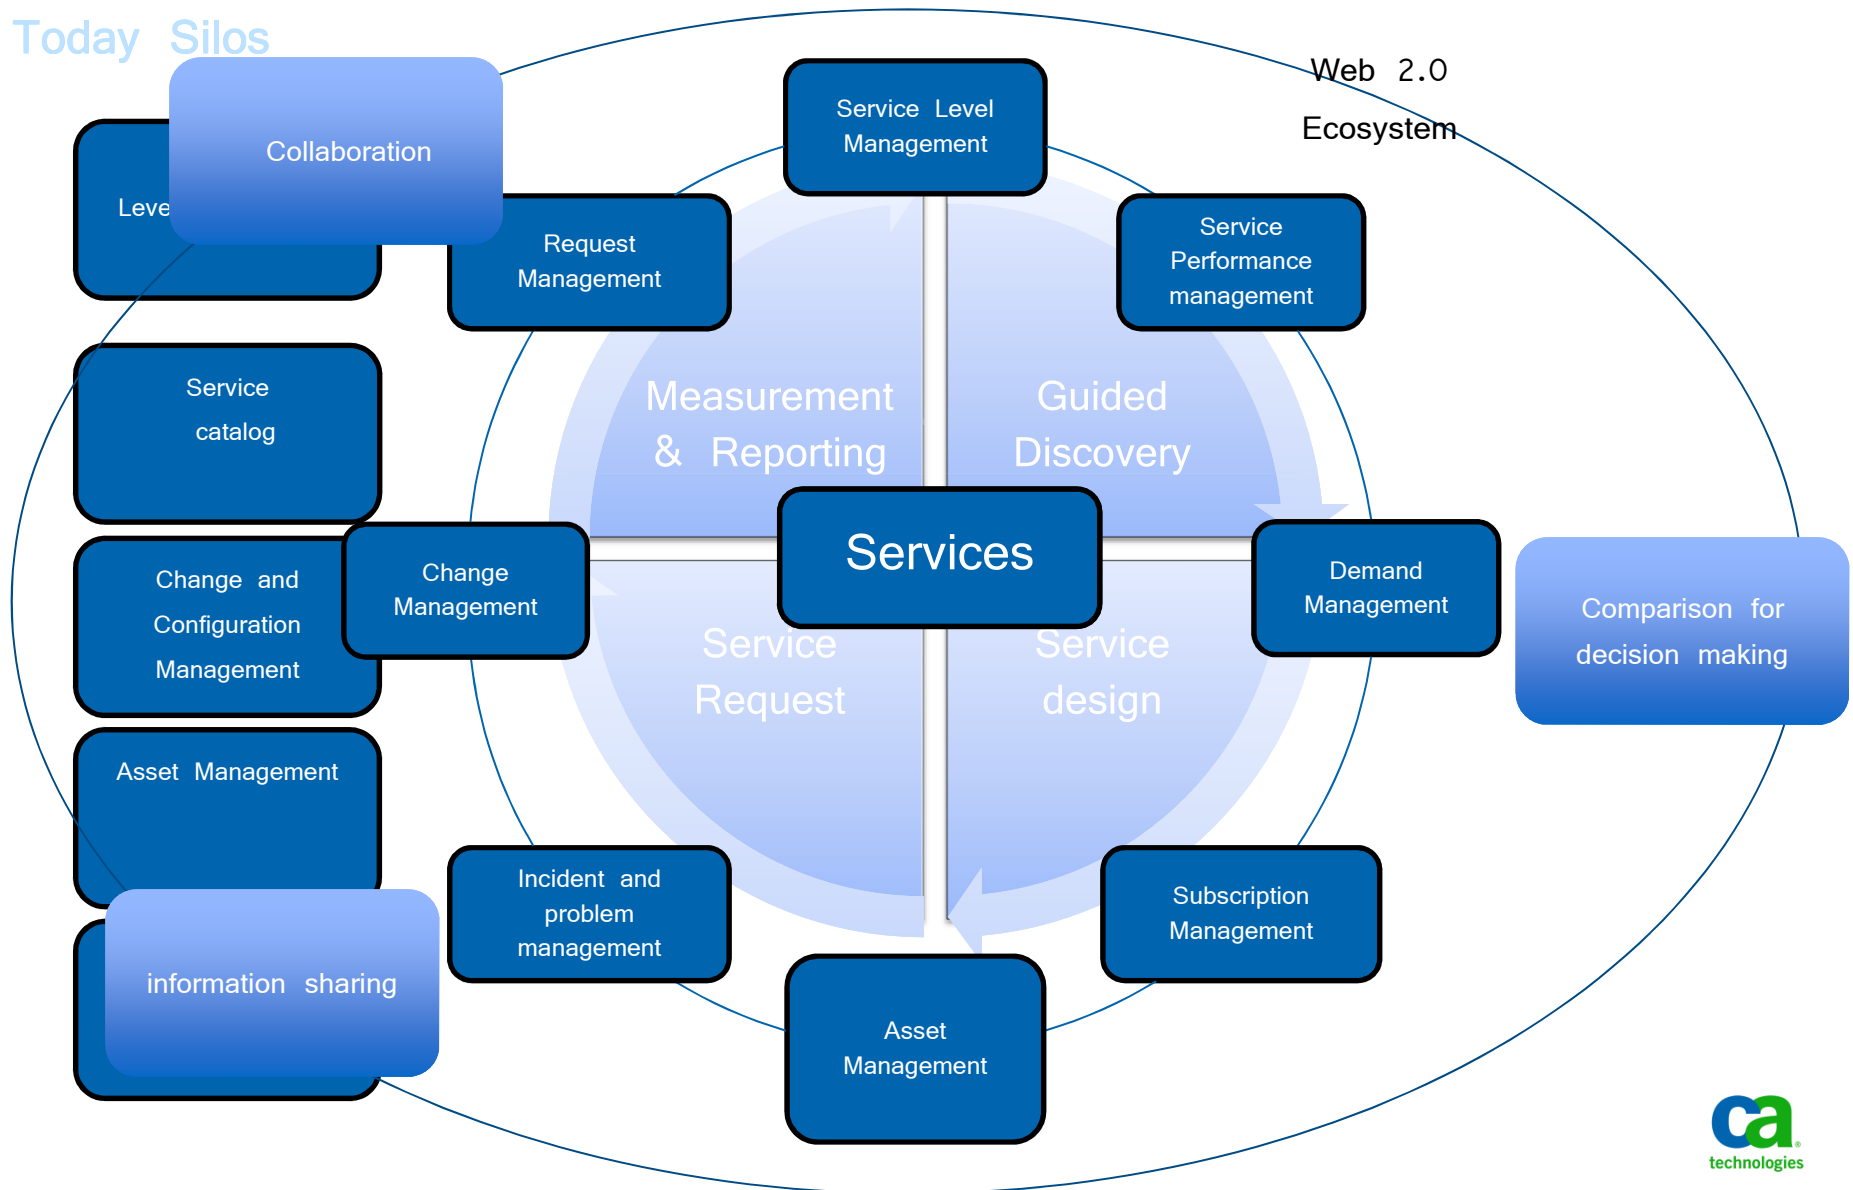 Today Silos
Web 2.0
Ecosystem
Collaboration
Service Level
Management
Request
Management
Service
Performance
management
Service
catalog
Measurement
& Reporting
Guided
Discovery
Services
Change and
Configuration
Management
Change
Management
Demand
Management
Comparison for
decision making
Service
Request
Service
design
Asset Management
Incident and
problem
management
Subscription
Management
information sharing
Asset
Management
ca
technologies